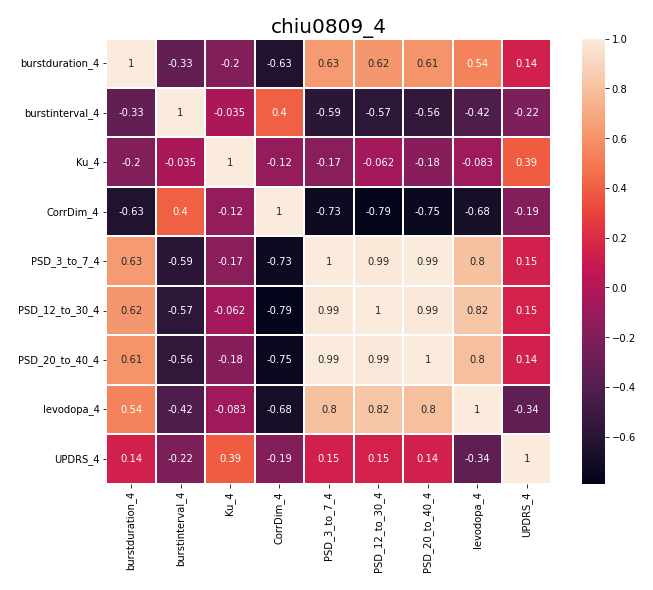 chiu0809_4
burstduration_4 1 -0.33 -0.2 -0.63 0.63 0.62 0.61 0.54 0.14
burstinterval_4 -0.33 1 -0.035 0.4 -0.59 -0.57 -0.56 -0.42 -0.22
Ku_4 -0.2 -0.035 1 -0.12 -0.17 -0.062 -0.18 -0.083 0.39
CorrDim_4 -0.63 0.4 -0.12 1 -0.73 -0.79 -0.75 -0.68 -0.19
PSD_3_to_7_4 0.63 -0.59 -0.17 -0.73 1 0.99 0.99 0.8 0.15
PSD_12_to_30_4 0.62 -0.57 -0.062 -0.79 0.99 1 0.99 0.82 0.15
PSD_20_to_40_4 0.61 -0.56 -0.18 -0.75 0.99 0.99 1 0.8 0.14
levodopa_4 0.54 -0.42 -0.083 -0.68 0.8 0.82 0.8 1 -0.34
UPDRS_4 0.14 -0.22 0.39 -0.19 0.15 0.15 0.14 -0.34 1
burstduration_4
burstinterval_4
Ku_4
CorrDim_4
PSD_3_to_7_4
PSD_12_to_30_4
PSD_20_to_40_4
levodopa_4
UPDRS_4
1.0
0.8
0.6
0.4
0.2
0.0
−0.2
−0.4
−0.6